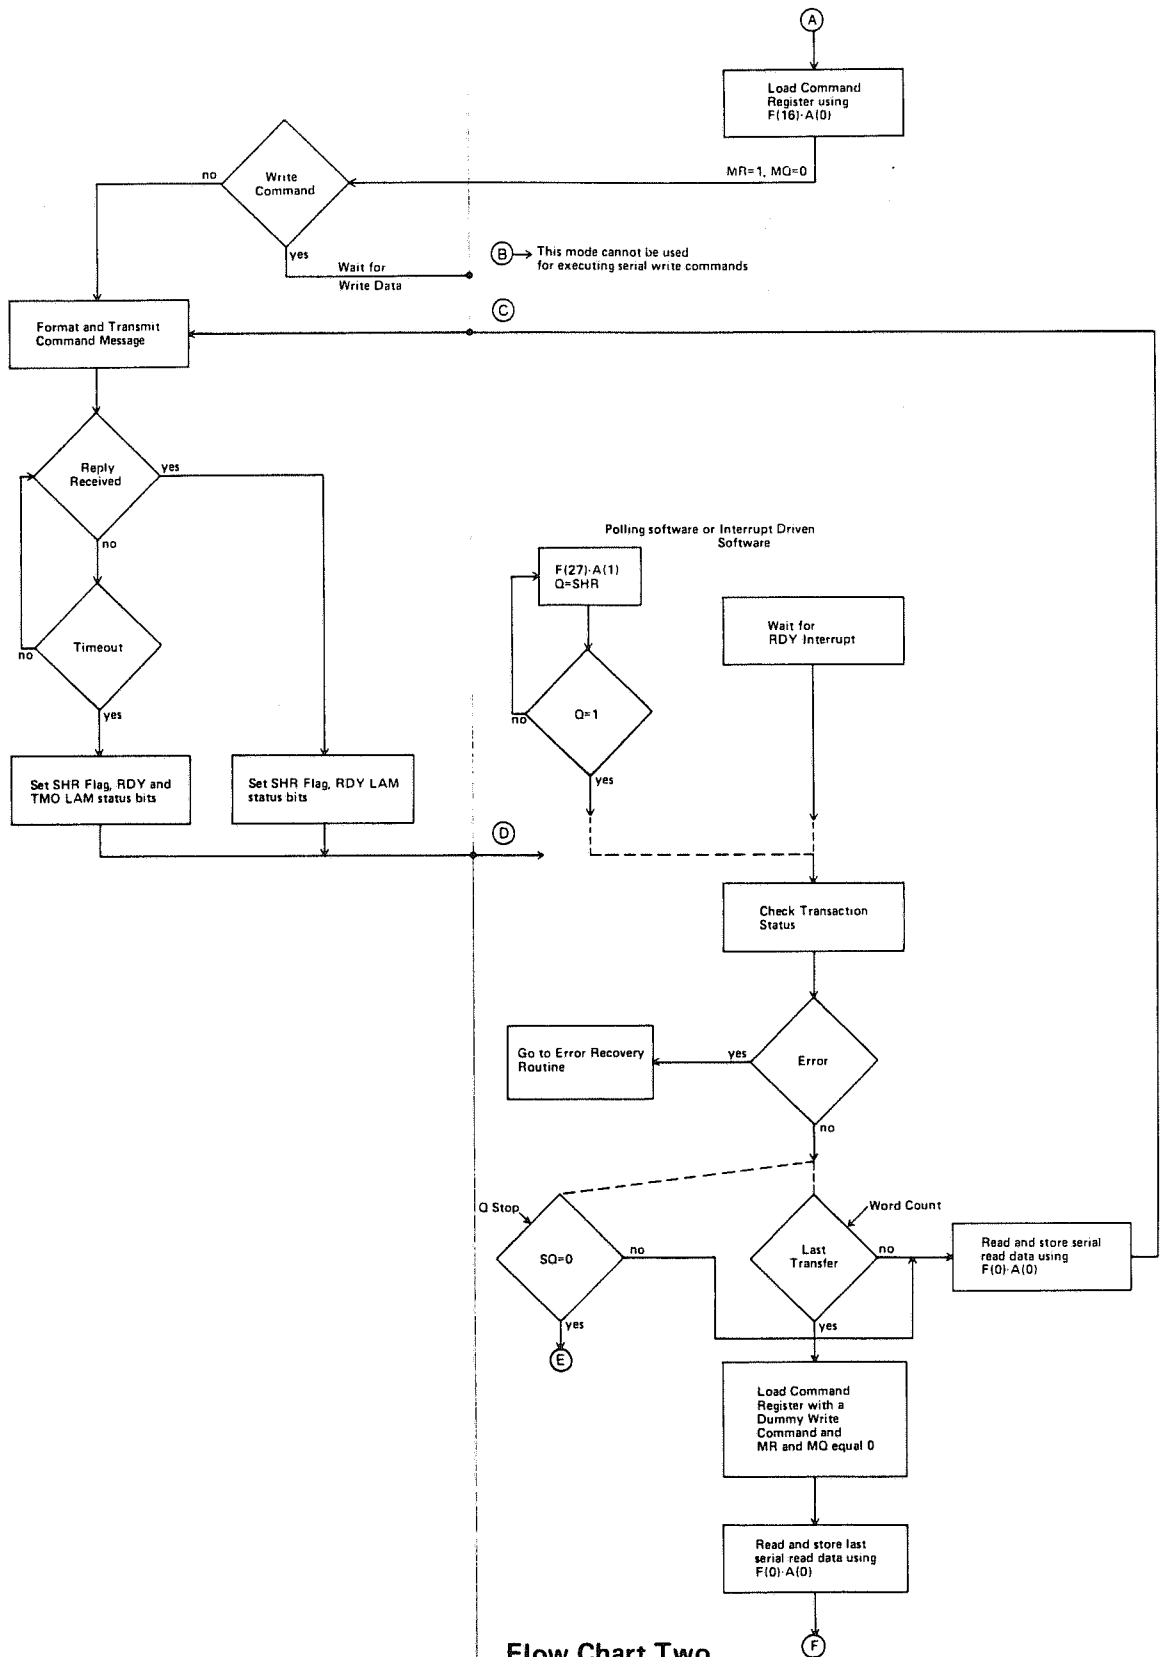 A
Load Command
Register using
F(16)·A(0)
MR=1, MQ=0
Write
Command
no
yes
Wait for
Write Data
B
This mode cannot be used
for executing serial write commands
C
Format and Transmit
Command Message
Reply
Received
yes
no
Timeout
no
yes
Set SHR Flag, RDY and
TMO LAM status bits
Set SHR Flag, RDY LAM
status bits
D
Polling software or Interrupt Driven
Software
F(27)·A(1)
Q=SHR
Q=1
no
yes
Wait for
RDY Interrupt
Check Transaction
Status
Error
yes
Go to Error Recovery
Routine
no
Q Stop
SQ=0
no
yes
E
Word Count
Last
Transfer
no
yes
Read and store serial
read data using
F(0)·A(0)
Load Command
Register with a
Dummy Write
Command and
MR and MQ equal 0
Read and store last
serial read data using
F(0)·A(0)
F
Flow Chart Two